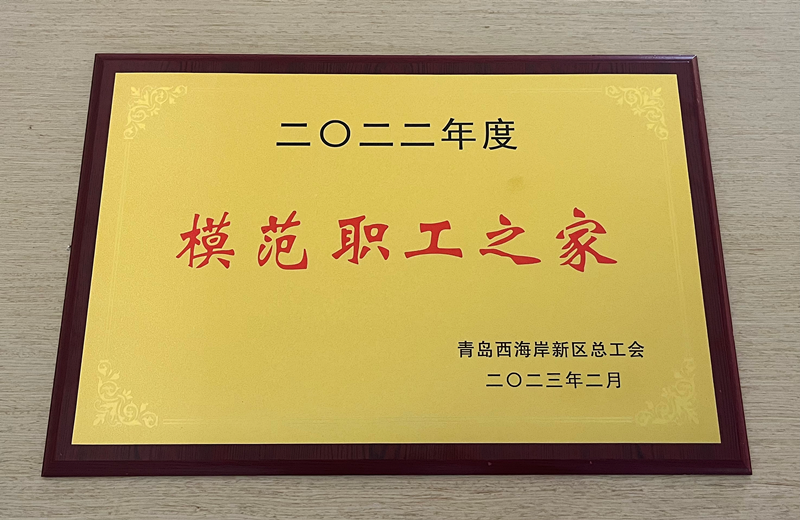 二〇二二年度
模范职工之家
青岛西海岸新区总工会
二〇二三年二月